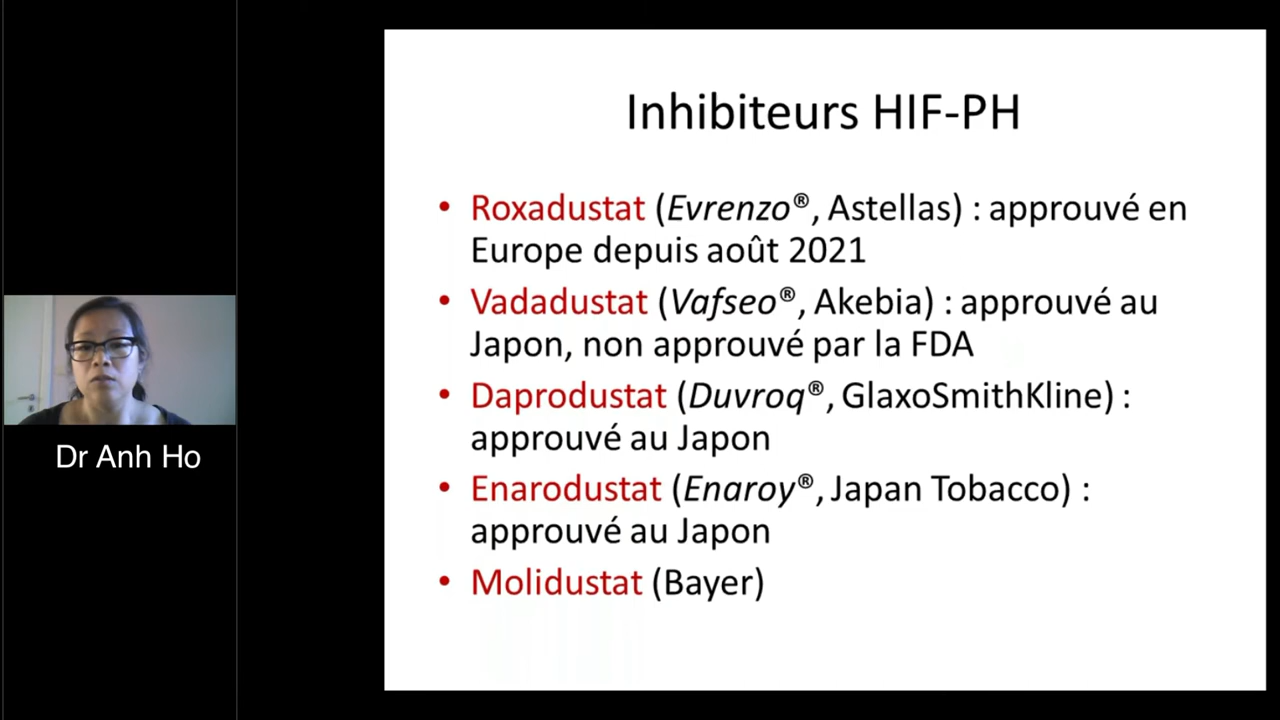 Inhibiteurs HIF-PH
• Roxadustat (Evrenzo®, Astellas) : approuvé en
Europe depuis août 2021
• Vadadustat (Vafseo®, Akebia) : approuvé au
Japon, non approuvé par la FDA
• Daprodustat (Duvroq®, GlaxoSmithKline) :
approuvé au Japon
• Enarodustat (Enaroy®, Japan Tobacco) :
approuvé au Japon
• Molidustat (Bayer)
Dr Anh Ho